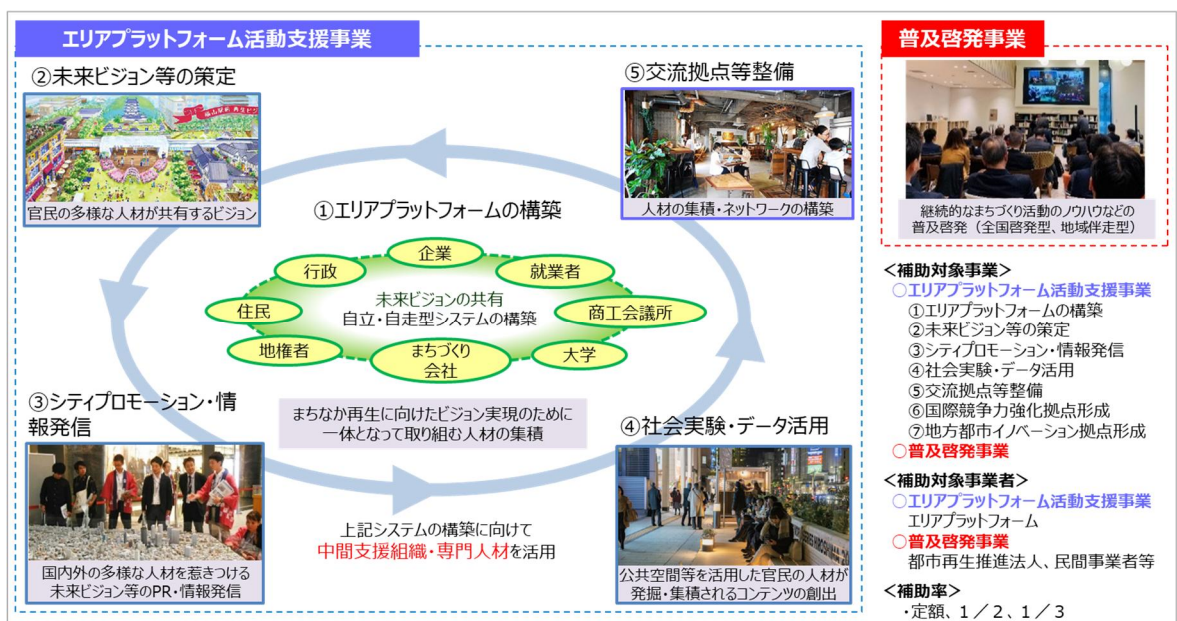 エリアプラットフォーム活動支援事業
②未来ビジョン等の策定
官民の多様な人材が共有するビジョン
⑤交流拠点等整備
人材の集積・ネットワークの構築
①エリアプラットフォームの構築
企業
行政
就業者
住民
商工会議所
地権者
まちづくり
会社
大学
未来ビジョンの共有
自立・自走型システムの構築
まちなか再生に向けたビジョン実現のために
一体となって取り組む人材の集積
③シティプロモーション・情
報発信
国内外の多様な人材を惹きつける
未来ビジョン等のPR・情報発信
上記システムの構築に向けて
中間支援組織・専門人材を活用
④社会実験・データ活用
公共空間等を活用した官民の人材が
発掘・集積されるコンテンツの創出
普及啓発事業
継続的なまちづくり活動のノウハウなどの
普及啓発（全国啓発型、地域伴走型）
＜補助対象事業＞
○エリアプラットフォーム活動支援事業
①エリアプラットフォームの構築
②未来ビジョン等の策定
③シティプロモーション・情報発信
④社会実験・データ活用
⑤交流拠点等整備
⑥国際競争力強化拠点形成
⑦地方都市イノベーション拠点形成
○普及啓発事業
＜補助対象事業者＞
○エリアプラットフォーム活動支援事業
エリアプラットフォーム
○普及啓発事業
都市再生推進法人、民間事業者等
＜補助率＞
・定額、１／２、１／３